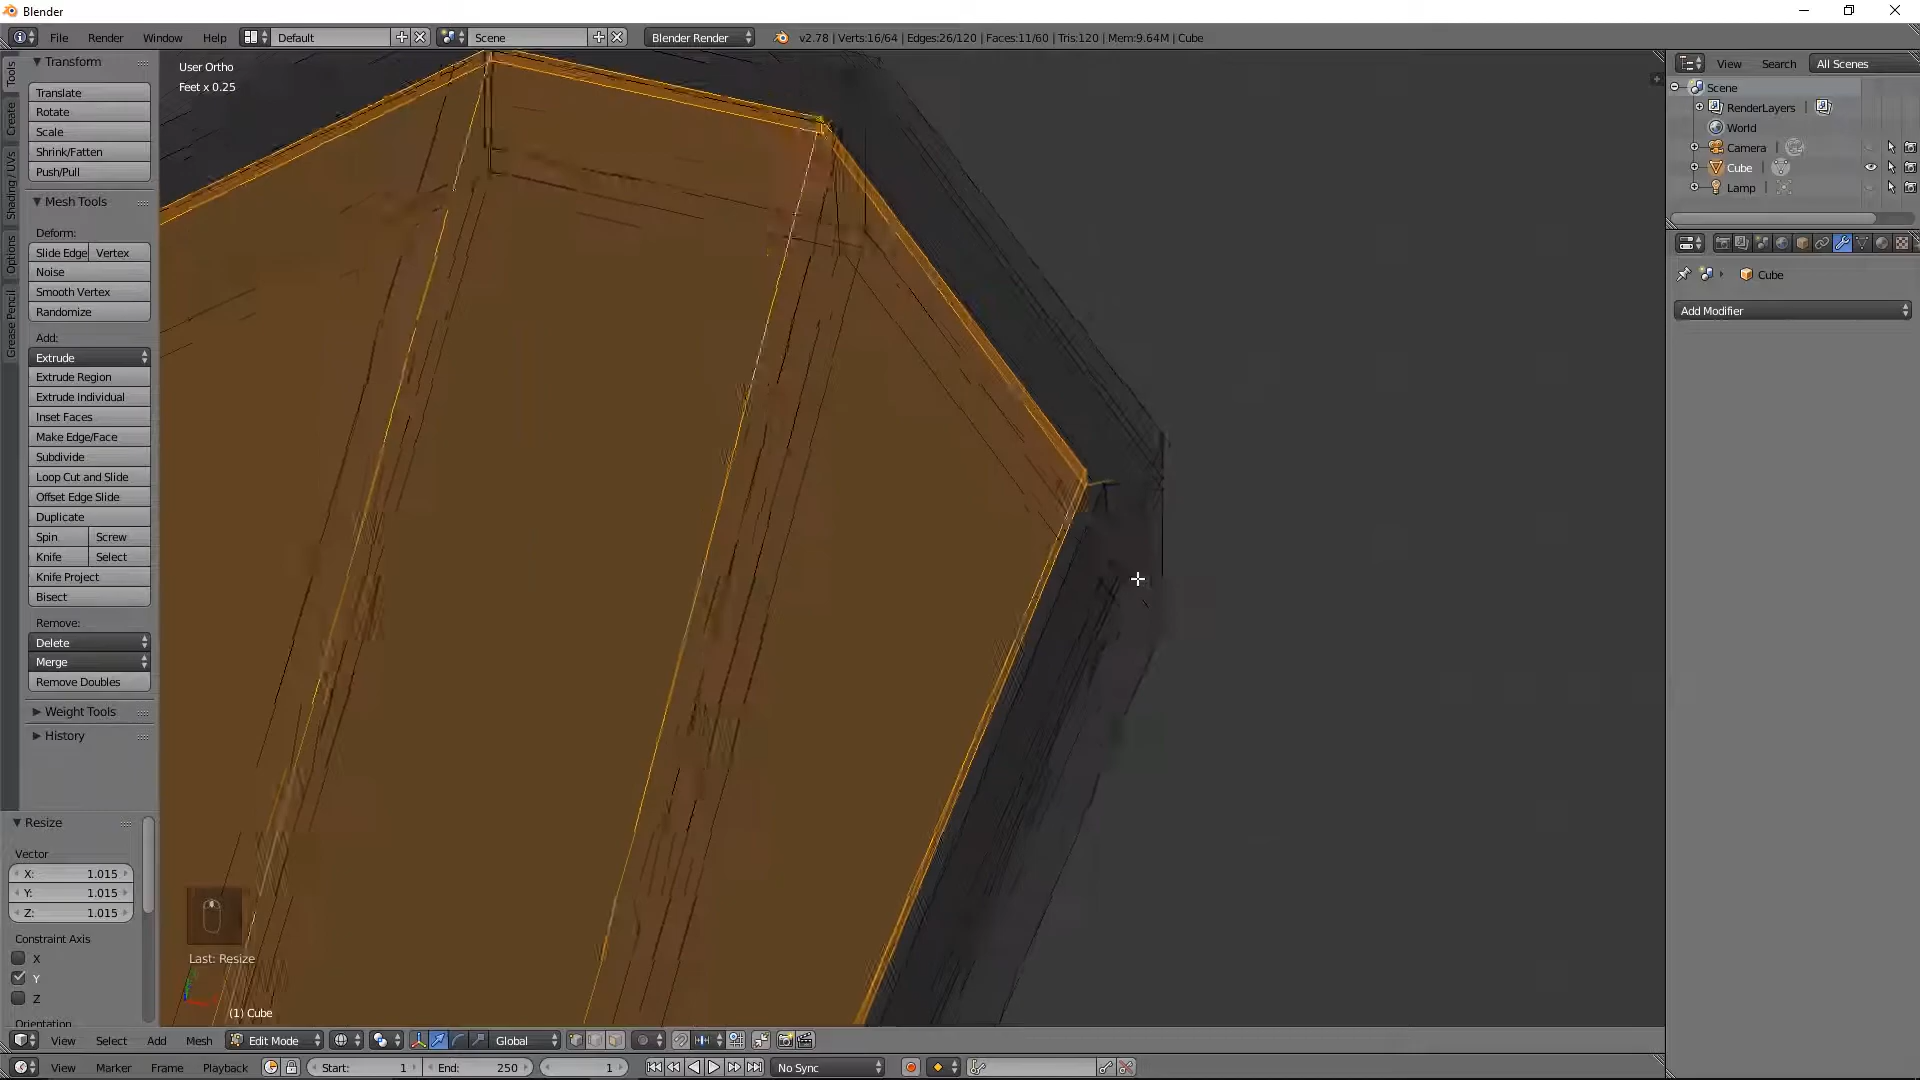 Blender
File Render Window Help Default Scene Blender Render v2.78 | Verts:16/64 | Edges:26/120 | Faces:11/60 | Tris:120 | Mem:9.64M | Cube
Tools
Create
Shading / UVs
Options
Grease Pencil
Transform
Translate
Rotate
Scale
Shrink/Fatten
Push/Pull
Mesh Tools
Deform:
Slide Edge Vertex
Noise
Smooth Vertex
Randomize
Add:
Extrude
Extrude Region
Extrude Individual
Inset Faces
Make Edge/Face
Subdivide
Loop Cut and Slide
Offset Edge Slide
Duplicate
Spin Screw
Knife Select
Knife Project
Bisect
Remove:
Delete
Merge
Remove Doubles
Weight Tools
History
Resize
Vector
X: 1.015
Y: 1.015
Z: 1.015
Constraint Axis
X
Y
Z
Orientation
User Ortho
Feet x 0.25
Last: Resize
(1) Cube
View Select Add Mesh Edit Mode Global
View Marker Frame Playback Start: 1 End: 250 1 No Sync
View Search All Scenes
Scene
RenderLayers
World
Camera
Cube
Lamp
Cube
Add Modifier